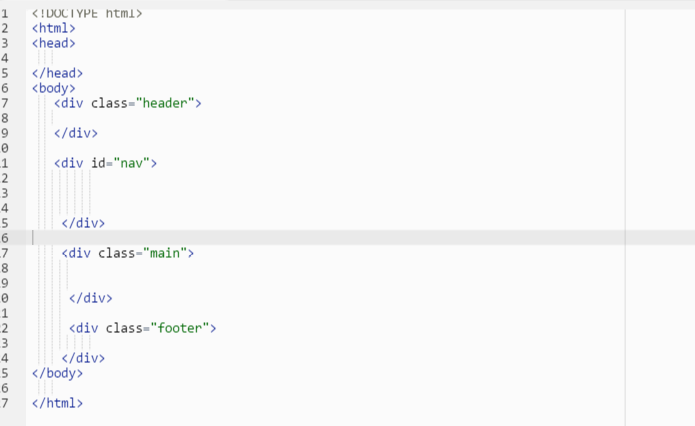 1 <!DOCTYPE html>
2 <html>
3 <head>
4
5 </head>
6 <body>
7 <div class="header">
8
9 </div>
0
1 <div id="nav">
2
3
4
5 </div>
6
7 <div class="main">
8
9
0 </div>
1
2 <div class="footer">
3
4 </div>
5 </body>
6
7 </html>